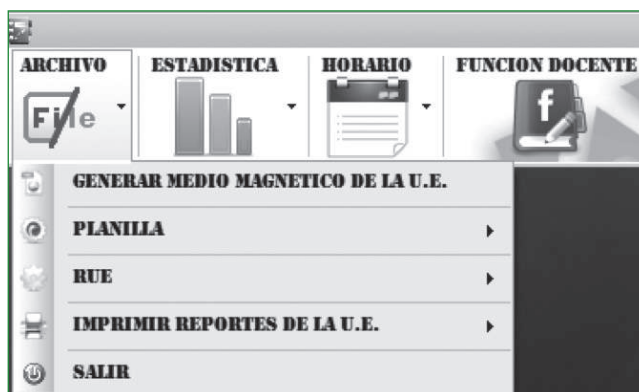 ARCHIVO
ESTADISTICA
HORARIO
FUNCION DOCENTE
File
f
GENERAR MEDIO MAGNETICO DE LA U.E.
PLANILLA
RUE
IMPRIMIR REPORTES DE LA U.E.
SALIR